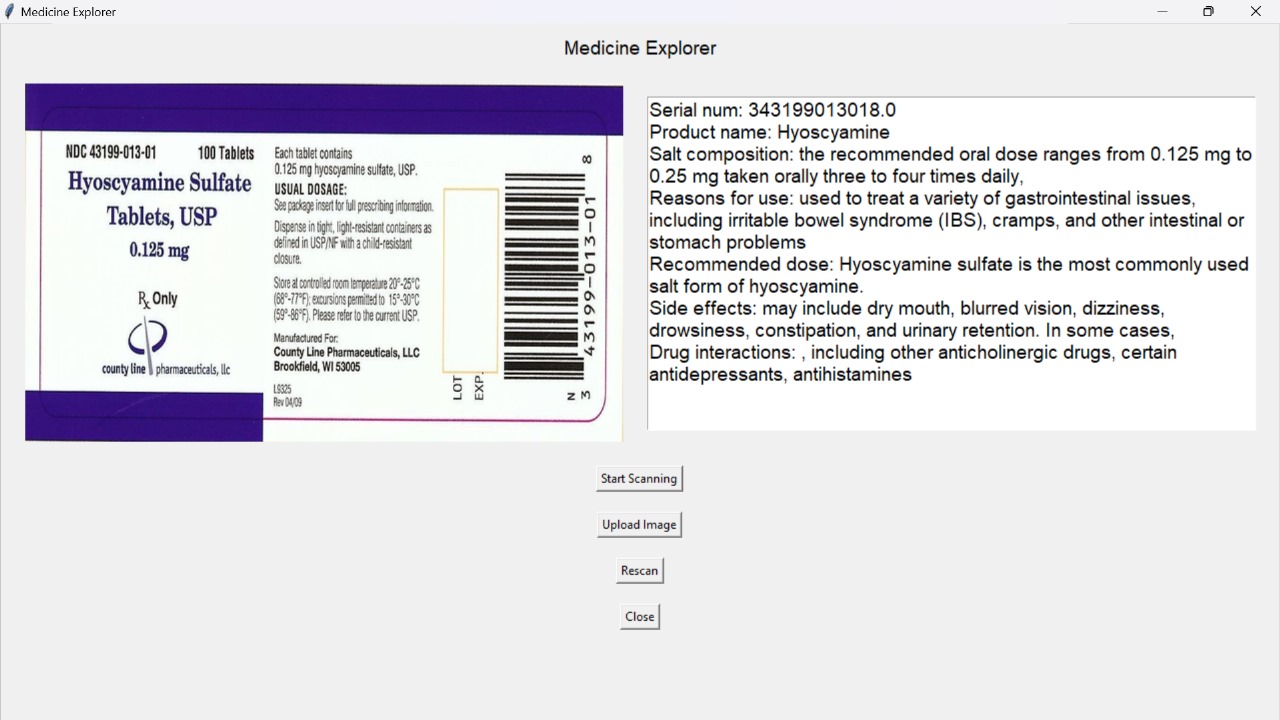 Medicine Explorer
Medicine Explorer
NDC 43199-013-01 100 Tablets
Hyoscyamine Sulfate
Tablets, USP
0.125 mg
Rx Only
county line pharmaceuticals, llc
Each tablet contains
0.125 mg hyoscyamine sulfate, USP.
USUAL DOSAGE:
See package insert for full prescribing information.
Dispense in tight, light-resistant containers as
defined in USP/NF with a child-resistant
closure.
Store at controlled room temperature 20°-25°C
(68°-77°F); excursions permitted to 15°-30°C
(59°-86°F). Please refer to the current USP.
Manufactured For:
County Line Pharmaceuticals, LLC
Brookfield, WI 53005
L9325
Rev 04/09
LOT
EXP.
N
3 43199-013-01 8
Serial num: 343199013018.0
Product name: Hyoscyamine
Salt composition: the recommended oral dose ranges from 0.125 mg to
0.25 mg taken orally three to four times daily,
Reasons for use: used to treat a variety of gastrointestinal issues,
including irritable bowel syndrome (IBS), cramps, and other intestinal or
stomach problems
Recommended dose: Hyoscyamine sulfate is the most commonly used
salt form of hyoscyamine.
Side effects: may include dry mouth, blurred vision, dizziness,
drowsiness, constipation, and urinary retention. In some cases,
Drug interactions: , including other anticholinergic drugs, certain
antidepressants, antihistamines
Start Scanning
Upload Image
Rescan
Close